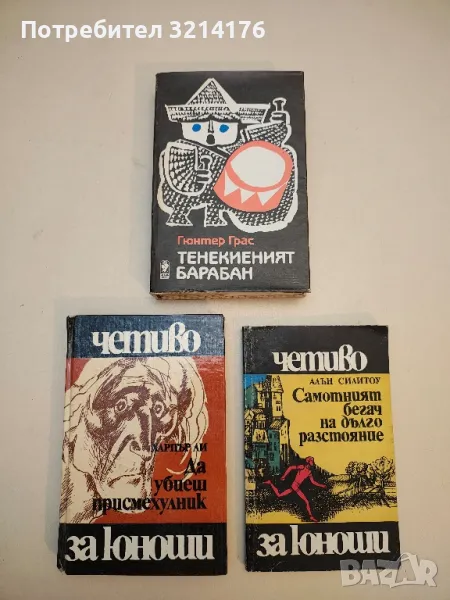 Потребител 3214176
Гюнтер Грас
ТЕНЕКИЕНИЯТ
БАРАБАН
четиво
ХАРПЪР ЛИ
Да
убиеш
присмехулник
за юноши
четиво
АЛЪН СИЛИТОУ
Самотният
бегач
на дълго
разстояние
за юноши
BAZAR